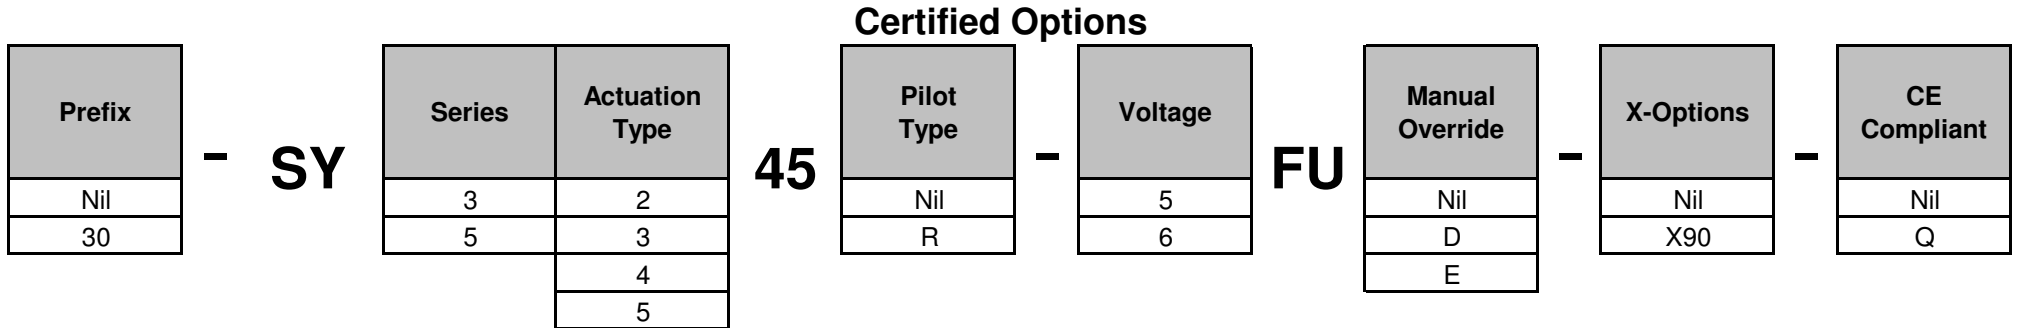 Certified Options
Prefix
-
SY
Series
Actuation
Type
45
Pilot
Type
-
Voltage
FU
Manual
Override
-
X-Options
-
CE
Compliant
Nil
3
2
Nil
5
Nil
Nil
Nil
30
5
3
R
6
D
X90
Q
4
E
5